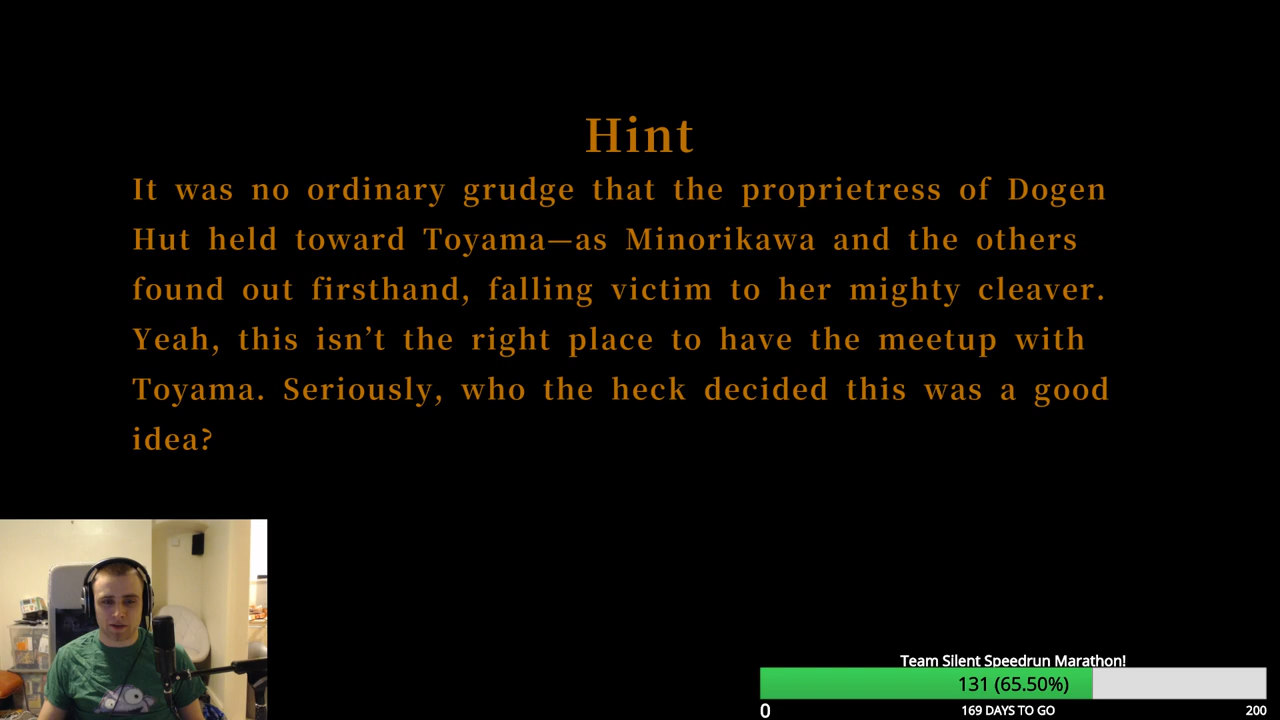 Hint
It was no ordinary grudge that the proprietress of Dogen
Hut held toward Toyama—as Minorikawa and the others
found out firsthand, falling victim to her mighty cleaver.
Yeah, this isn’t the right place to have the meetup with
Toyama. Seriously, who the heck decided this was a good
idea?
Team Silent Speedrun Marathon!
131 (65.50%)
0
169 DAYS TO GO
200